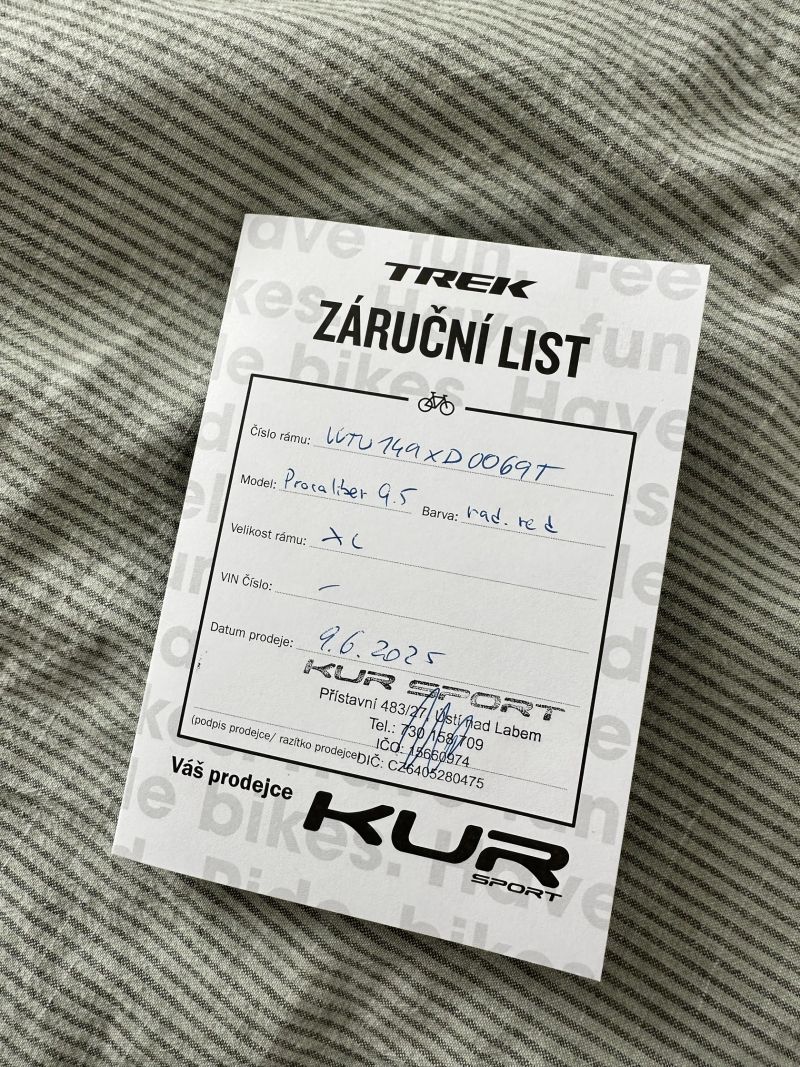 TREK
ZÁRUČNÍ LIST
Číslo rámu: WTU149XD0069T
Model: Procaliber 9.5 Barva: rad. red
Velikost rámu: XL
VIN Číslo: –
Datum prodeje: 9.6.2025
KUR SPORT
Přístavní 483/27, Ústí nad Labem
Tel.: 730 158 709
IČO: 15660974
(podpis prodejce/ razítko prodejce) DIČ: CZ6405280475
Váš prodejce
KUR
SPORT